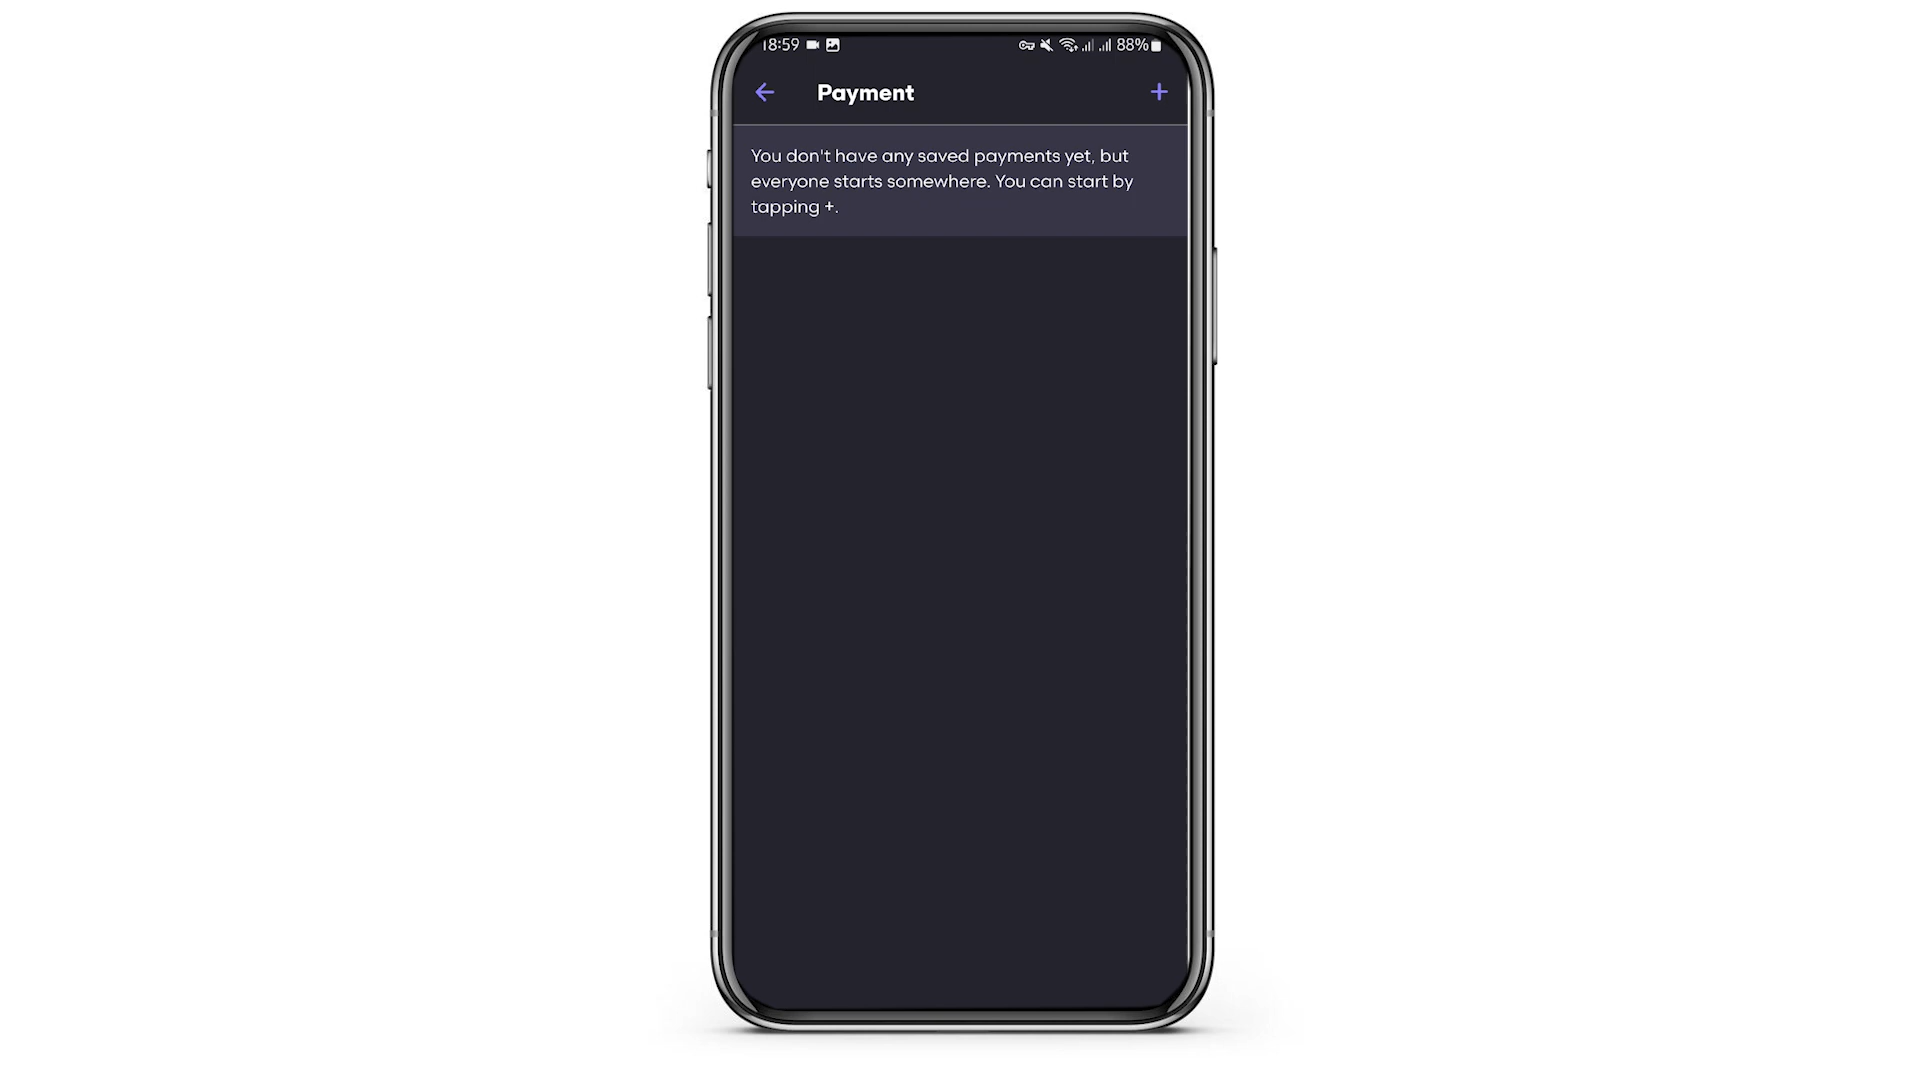 18:59 88%
Payment +
You don't have any saved payments yet, but
everyone starts somewhere. You can start by
tapping +.